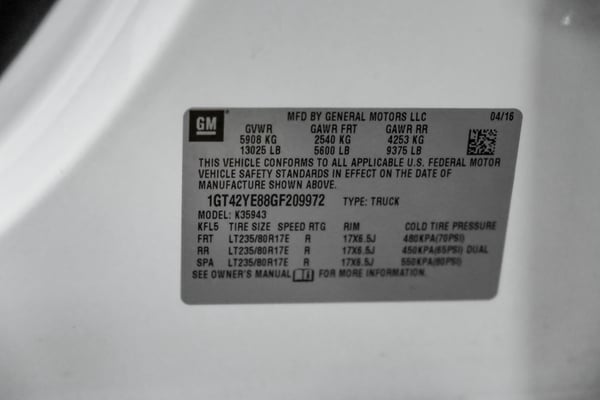 GM
MFD BY GENERAL MOTORS LLC 04/16
GVWR GAWR FRT GAWR RR
5908 KG 2540 KG 4253 KG
13025 LB 5600 LB 9375 LB
THIS VEHICLE CONFORMS TO ALL APPLICABLE U.S. FEDERAL MOTOR
VEHICLE SAFETY STANDARDS IN EFFECT ON THE DATE OF
MANUFACTURE SHOWN ABOVE.
1GT42YE88GF209972 TYPE: TRUCK
MODEL: K35943
KFL5 TIRE SIZE SPEED RTG RIM COLD TIRE PRESSURE
FRT LT235/80R17E R 17X6.5J 480KPA(70PSI)
RR LT235/80R17E R 17X6.5J 450KPA(65PSI) DUAL
SPA LT235/80R17E R 17X6.5J 550KPA(80PSI)
SEE OWNER'S MANUAL FOR MORE INFORMATION.